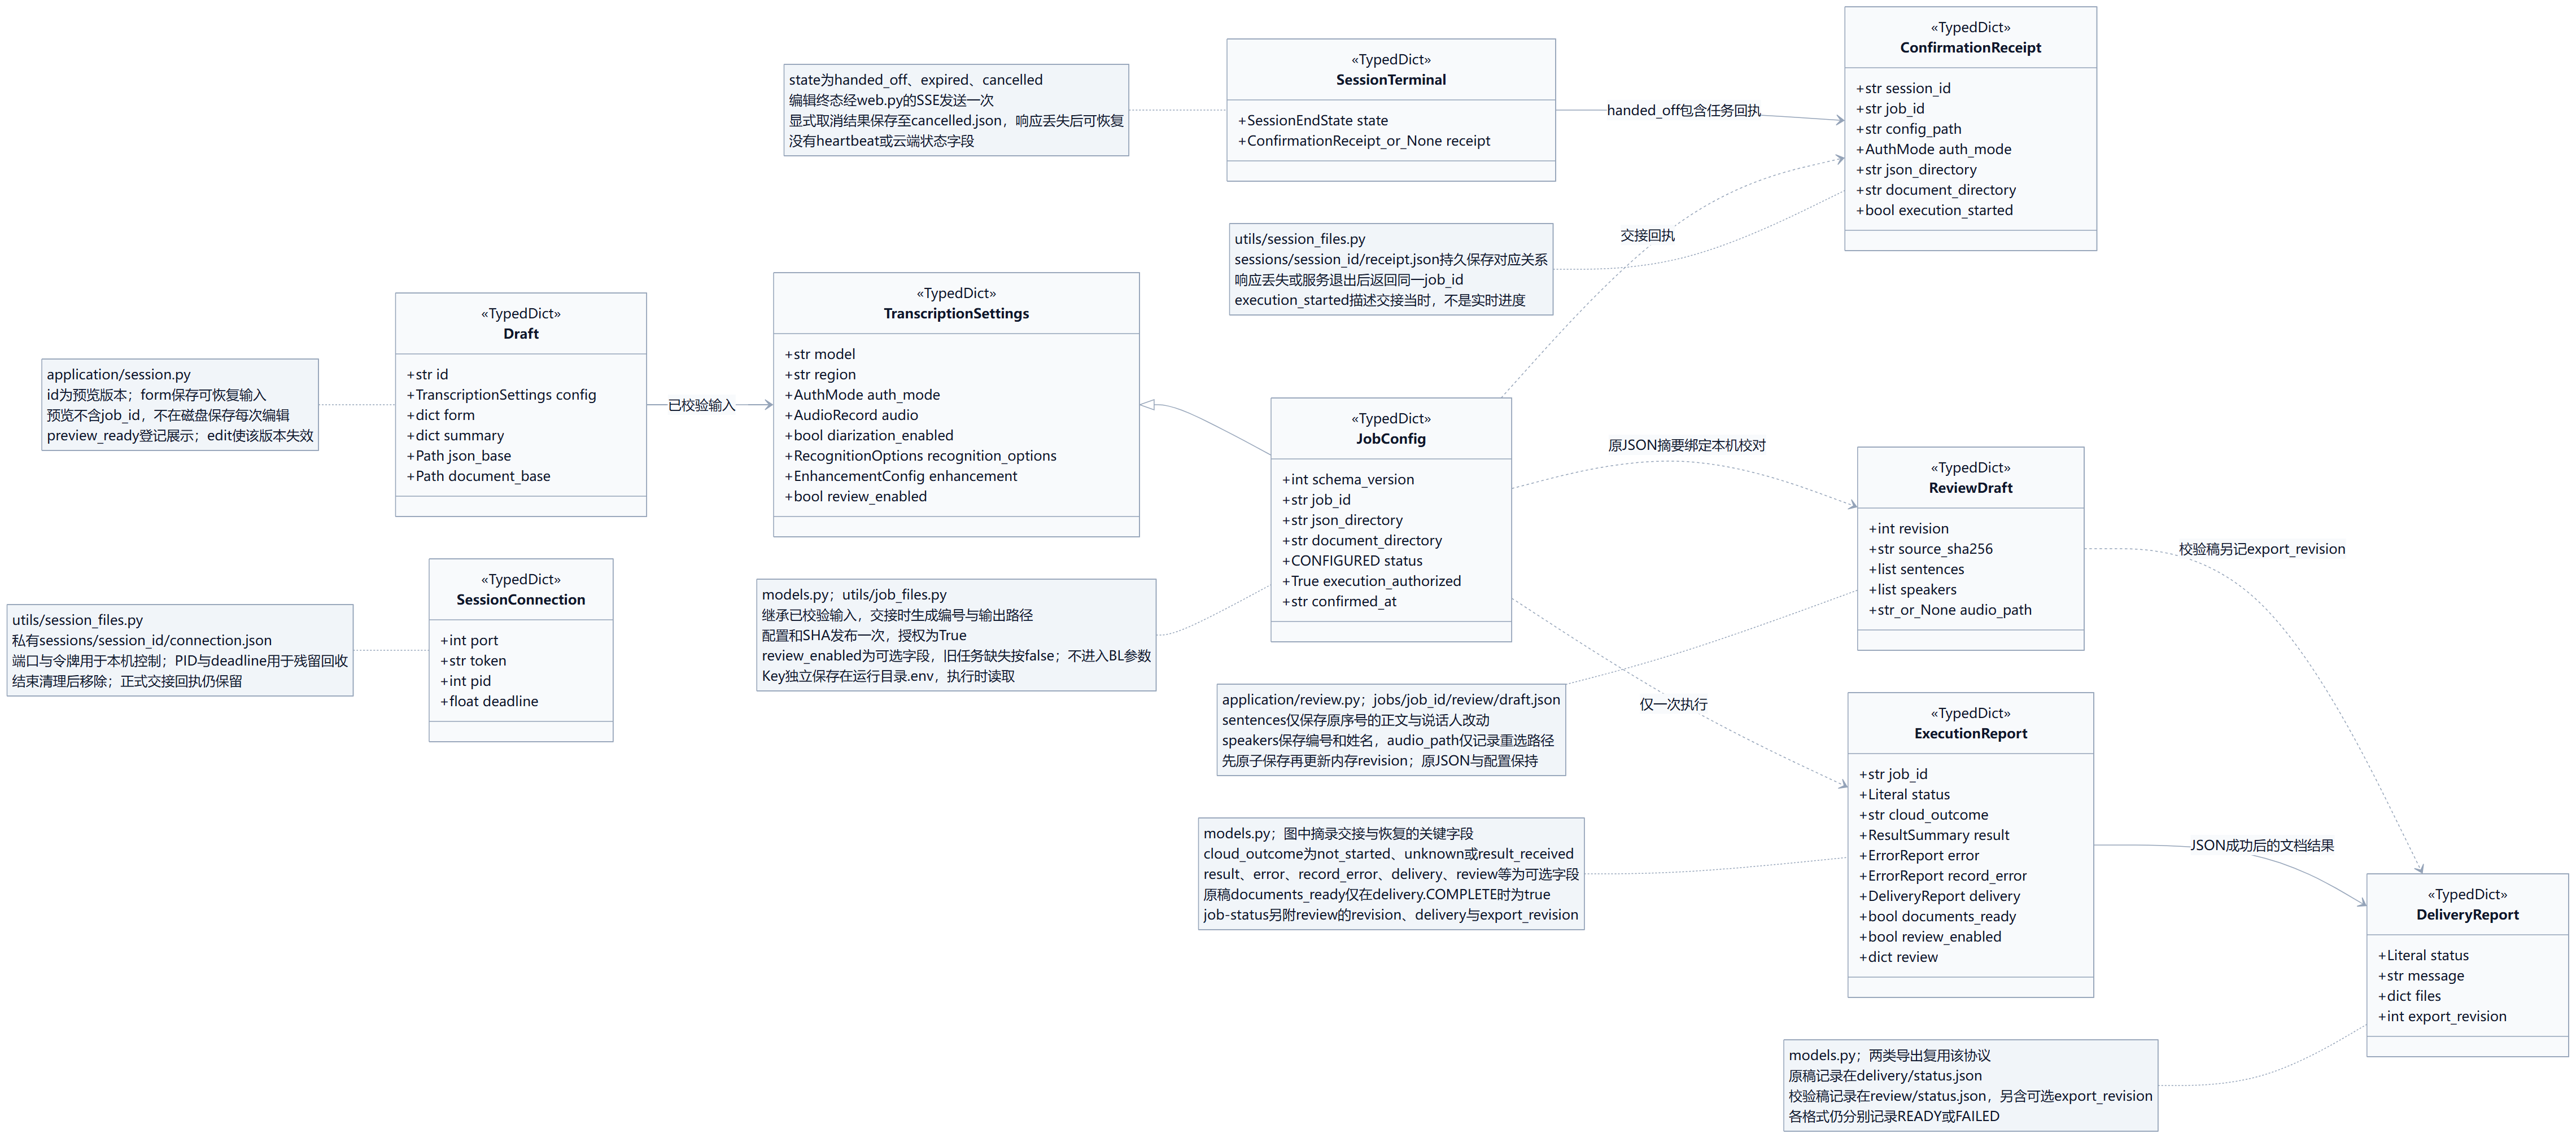 «TypedDict»
ConfirmationReceipt
+str session_id
+str job_id
+str config_path
+AuthMode auth_mode
+str json_directory
+str document_directory
+bool execution_started
«TypedDict»
SessionTerminal
+SessionEndState state
+ConfirmationReceipt_or_None receipt
state为handed_off、expired、cancelled
编辑终态经web.py的SSE发送一次
显式取消结果保存至cancelled.json，响应丢失后可恢复
没有heartbeat或云端状态字段
handed_off包含任务回执
utils/session_files.py
sessions/session_id/receipt.json持久保存对应关系
响应丢失或服务退出后返回同一job_id
execution_started描述交接当时，不是实时进度
交接回执
«TypedDict»
Draft
+str id
+TranscriptionSettings config
+dict form
+dict summary
+Path json_base
+Path document_base
application/session.py
id为预览版本；form保存可恢复输入
预览不含job_id，不在磁盘保存每次编辑
preview_ready登记展示；edit使该版本失效
已校验输入
«TypedDict»
TranscriptionSettings
+str model
+str region
+AuthMode auth_mode
+AudioRecord audio
+bool diarization_enabled
+RecognitionOptions recognition_options
+EnhancementConfig enhancement
+bool review_enabled
«TypedDict»
JobConfig
+int schema_version
+str job_id
+str json_directory
+str document_directory
+CONFIGURED status
+True execution_authorized
+str confirmed_at
原JSON摘要绑定本机校对
«TypedDict»
ReviewDraft
+int revision
+str source_sha256
+list sentences
+list speakers
+str_or_None audio_path
校验稿另记export_revision
«TypedDict»
SessionConnection
+int port
+str token
+int pid
+float deadline
utils/session_files.py
私有sessions/session_id/connection.json
端口与令牌用于本机控制；PID与deadline用于残留回收
结束清理后移除；正式交接回执仍保留
models.py；utils/job_files.py
继承已校验输入，交接时生成编号与输出路径
配置和SHA发布一次，授权为True
review_enabled为可选字段，旧任务缺失按false；不进入BL参数
Key独立保存在运行目录.env，执行时读取
application/review.py；jobs/job_id/review/draft.json
sentences仅保存原序号的正文与说话人改动
speakers保存编号和姓名，audio_path仅记录重选路径
先原子保存再更新内存revision；原JSON与配置保持
仅一次执行
«TypedDict»
ExecutionReport
+str job_id
+Literal status
+str cloud_outcome
+ResultSummary result
+ErrorReport error
+ErrorReport record_error
+DeliveryReport delivery
+bool documents_ready
+bool review_enabled
+dict review
models.py；图中摘录交接与恢复的关键字段
cloud_outcome为not_started、unknown或result_received
result、error、record_error、delivery、review等为可选字段
原稿documents_ready仅在delivery.COMPLETE时为true
job-status另附review的revision、delivery与export_revision
JSON成功后的文档结果
«TypedDict»
DeliveryReport
+Literal status
+str message
+dict files
+int export_revision
models.py；两类导出复用该协议
原稿记录在delivery/status.json
校验稿记录在review/status.json，另含可选export_revision
各格式仍分别记录READY或FAILED